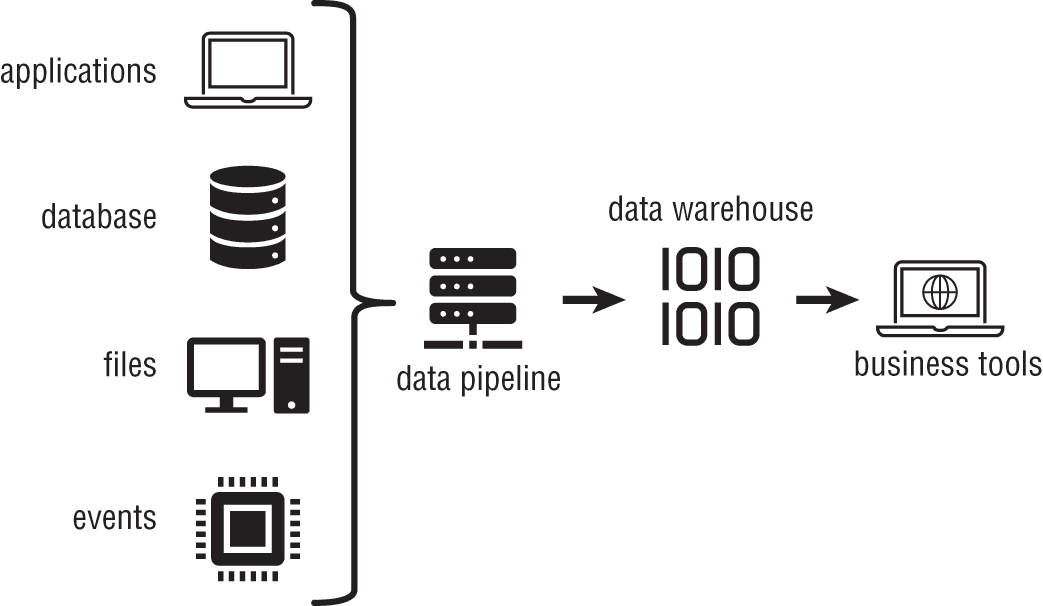 applications
database
files
events
data pipeline
data warehouse
1010
1010
business tools